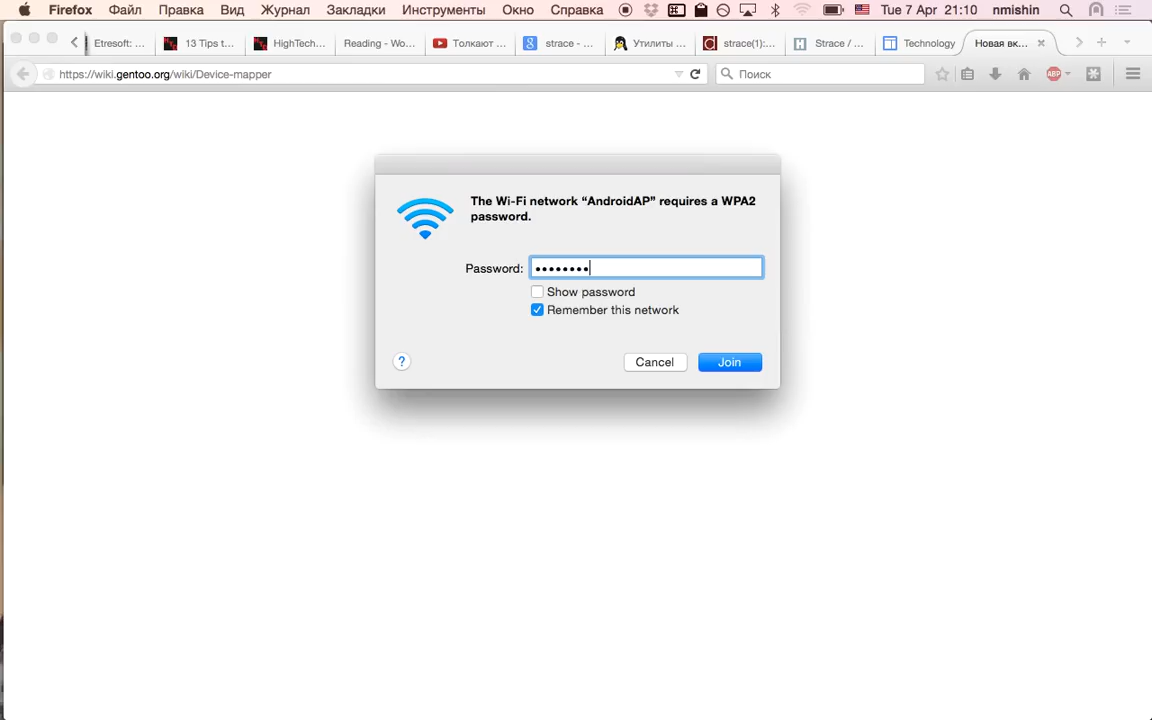 Firefox Файл Правка Вид Журнал Закладки Инструменты Окно Справка Tue 7 Apr 21:10 nmishin
Etresoft: ... 13 Tips t... HighTech... Reading - Wo... Толкают ... strace - ... Утилиты ... strace(1):... Strace / ... Technology Новая вк...
https://wiki.gentoo.org/wiki/Device-mapper Поиск ABP
The Wi-Fi network “AndroidAP” requires a WPA2
password.
Password: ••••••••
Show password
Remember this network
? Cancel Join